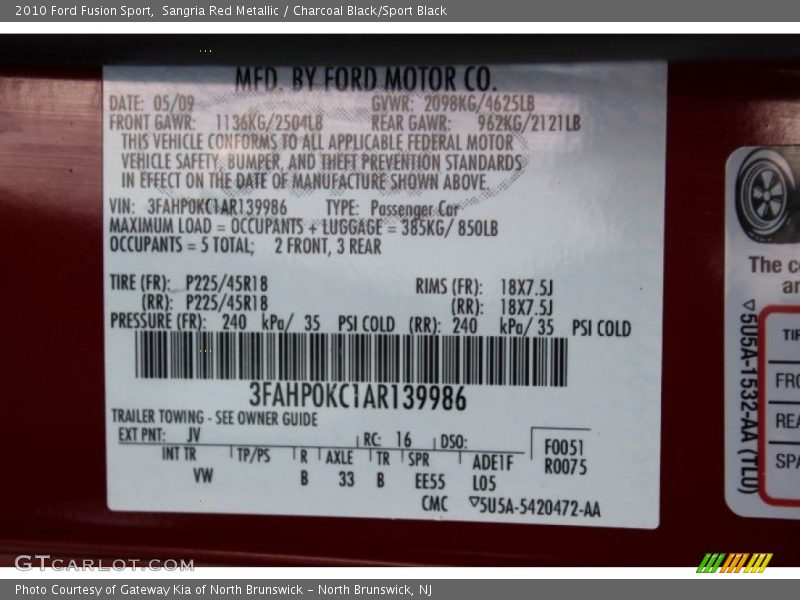 2010 Ford Fusion Sport, Sangria Red Metallic / Charcoal Black/Sport Black
MFD. BY FORD MOTOR CO.
DATE: 05/09 GVWR: 2098KG/4625LB
FRONT GAWR: 1136KG/2504LB REAR GAWR: 962KG/2121LB
THIS VEHICLE CONFORMS TO ALL APPLICABLE FEDERAL MOTOR
VEHICLE SAFETY, BUMPER, AND THEFT PREVENTION STANDARDS
IN EFFECT ON THE DATE OF MANUFACTURE SHOWN ABOVE.
VIN: 3FAHP0KC1AR139986 TYPE: Passenger Car
MAXIMUM LOAD = OCCUPANTS + LUGGAGE = 385KG/ 850LB
OCCUPANTS = 5 TOTAL; 2 FRONT, 3 REAR
TIRE (FR): P225/45R18 RIMS (FR): 18X7.5J
(RR): P225/45R18 (RR): 18X7.5J
PRESSURE (FR): 240 kPa/ 35 PSI COLD (RR): 240 kPa/ 35 PSI COLD
3FAHP0KC1AR139986
TRAILER TOWING - SEE OWNER GUIDE
EXT PNT: JV RC: 16 DSO: F0051
INT TR TP/PS R AXLE TR SPR ADE1F R0075
VW B 33 B EE55 L05
CMC ▽5U5A-5420472-AA
The c
an
▽5U5A-1532-AA (TLU)
TIR
FRO
REA
SPA
GTCARLOT.COM
Photo Courtesy of Gateway Kia of North Brunswick – North Brunswick, NJ